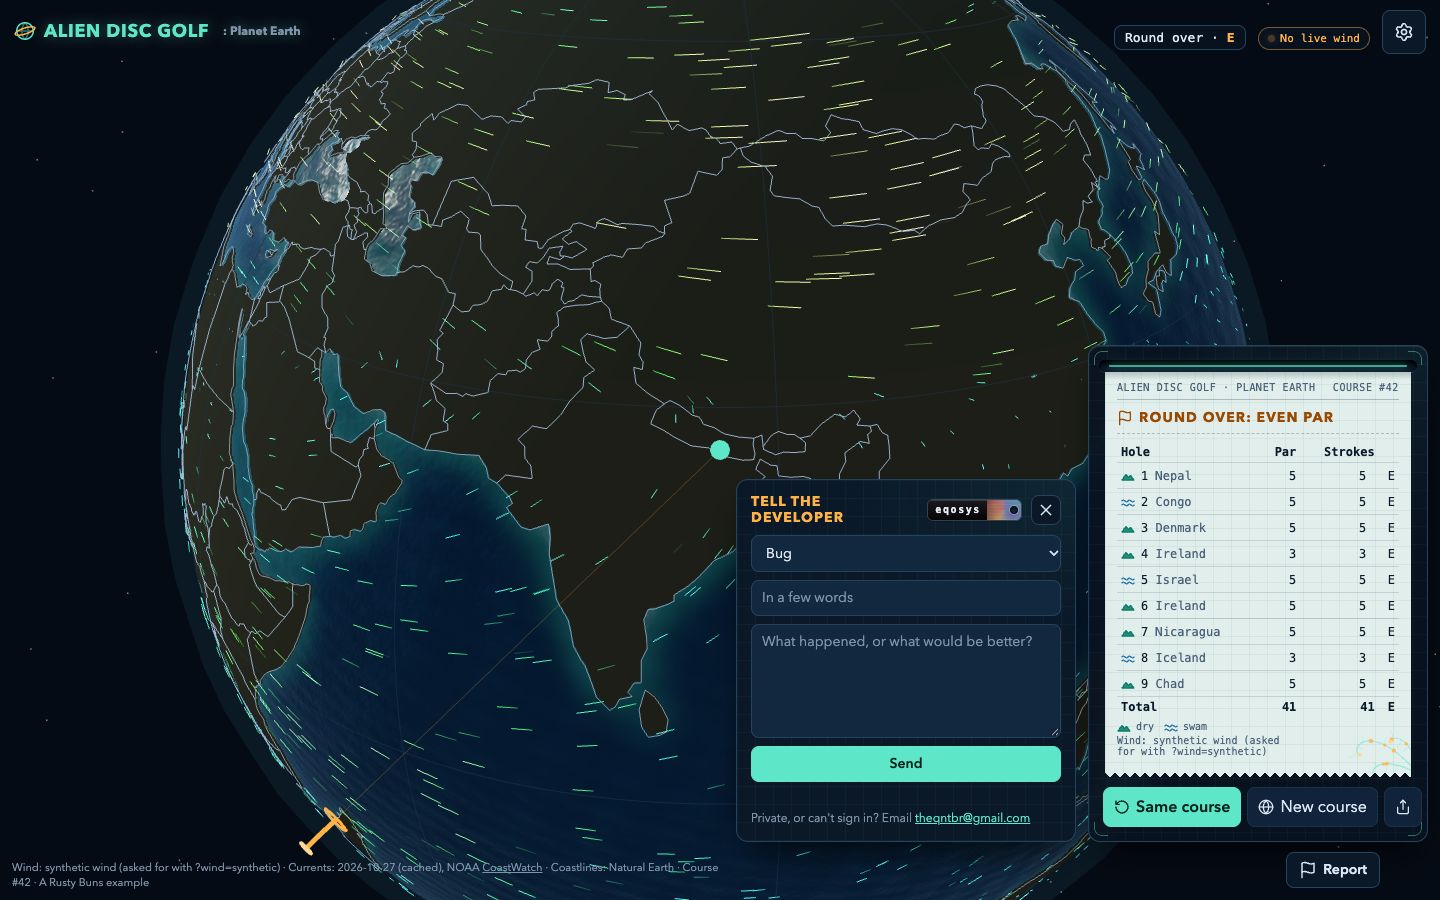 ALIEN DISC GOLF : Planet Earth
Round over · E
No live wind
ALIEN DISC GOLF · PLANET EARTH COURSE #42
ROUND OVER: EVEN PAR
Hole Par Strokes
1 Nepal 5 5 E
2 Congo 5 5 E
3 Denmark 5 5 E
4 Ireland 3 3 E
5 Israel 5 5 E
6 Ireland 5 5 E
7 Nicaragua 5 5 E
8 Iceland 3 3 E
9 Chad 5 5 E
Total 41 41 E
dry swam
Wind: synthetic wind (asked
for with ?wind=synthetic)
Same course
New course
TELL THE
DEVELOPER
eqosys
Bug
In a few words
What happened, or what would be better?
Send
Private, or can't sign in? Email theqntbr@gmail.com
Wind: synthetic wind (asked for with ?wind=synthetic) · Currents: 2026-10-27 (cached), NOAA CoastWatch · Coastlines: Natural Earth · Course
#42 · A Rusty Buns example
Report